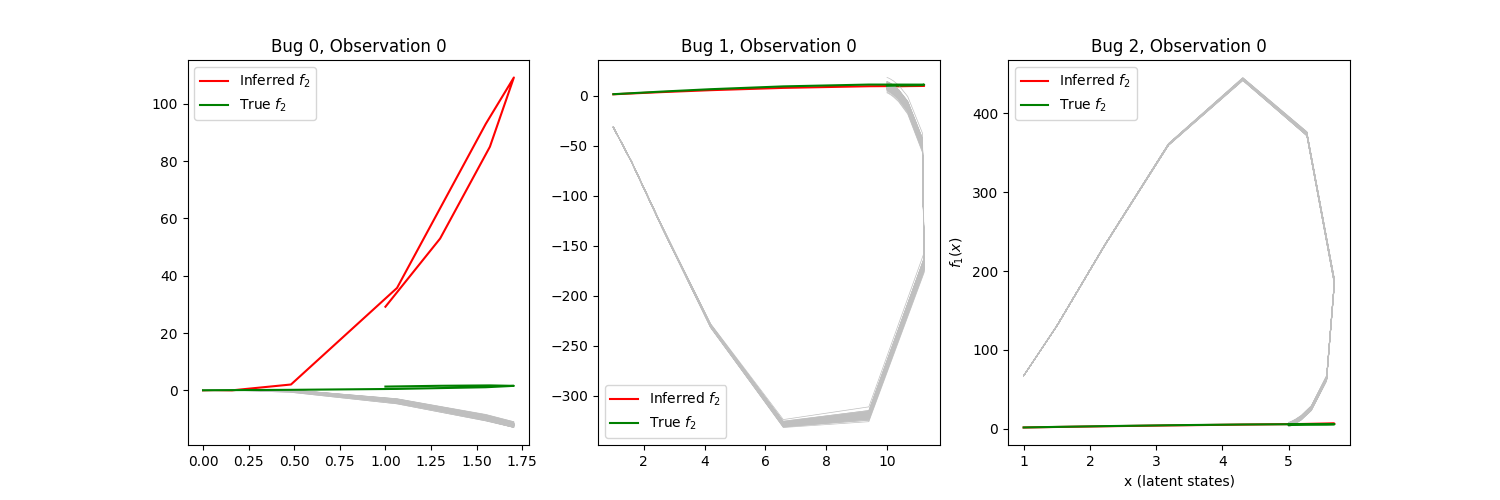 Bug 0, Observation 0
Inferred f₂
True f₂
100
80
60
40
20
0
0.00 0.25 0.50 0.75 1.00 1.25 1.50 1.75
Bug 1, Observation 0
0
−50
−100
−150
−200
−250
−300
Inferred f₂
True f₂
2 4 6 8 10
Bug 2, Observation 0
Inferred f₂
True f₂
f₁(x)
400
300
200
100
0
1 2 3 4 5
x (latent states)